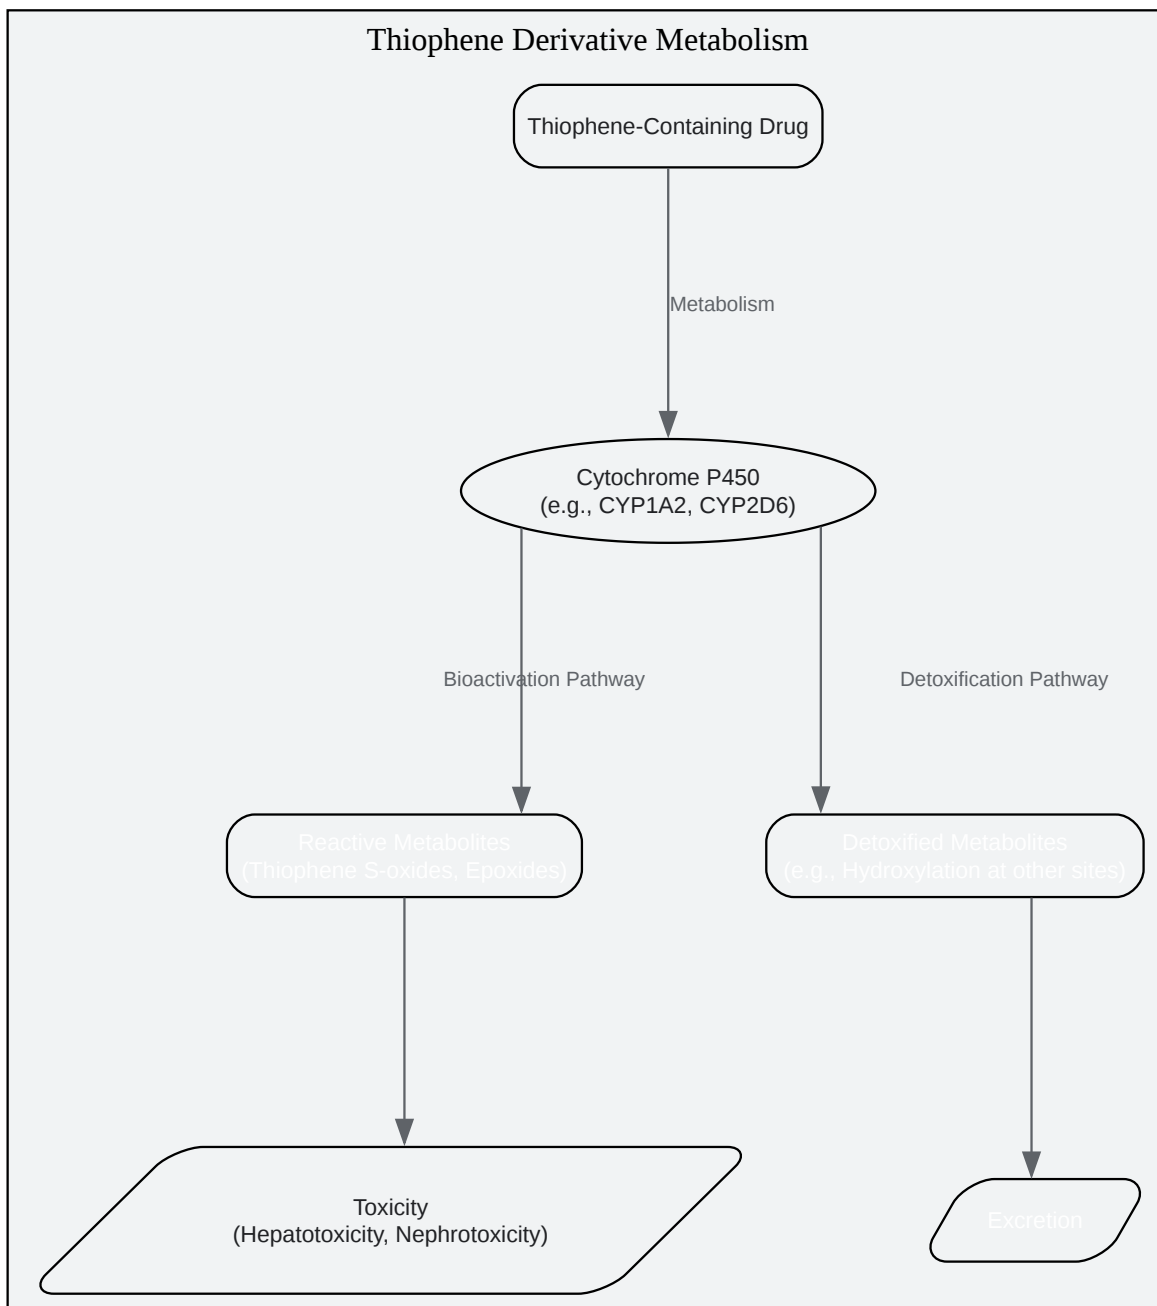 Thiophene Derivative Metabolism
Thiophene-Containing Drug
Metabolism
Cytochrome P450
(e.g., CYP1A2, CYP2D6)
Bioactivation Pathway
Detoxification Pathway
Reactive Metabolites
(Thiophene S-oxides, Epoxides)
Detoxified Metabolites
(e.g., Hydroxylation at other sites)
Toxicity
(Hepatotoxicity, Nephrotoxicity)
Excretion